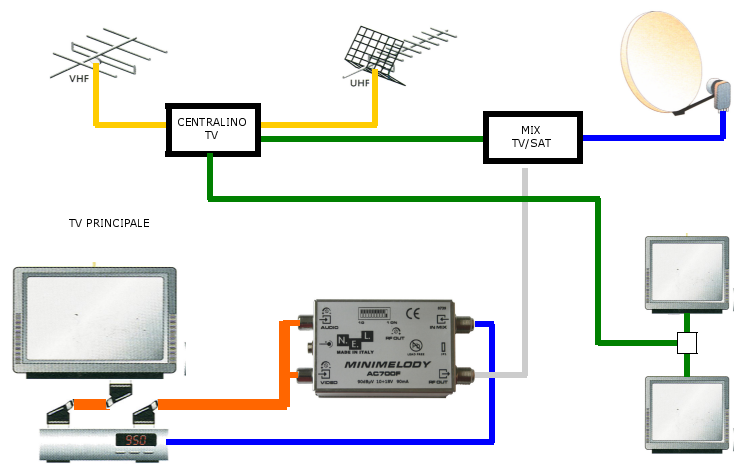 VHF
UHF
CENTRALINO
TV
MIX
TV/SAT
TV PRINCIPALE
AUDIO
CE
IN MIX
RF OUT
N.E.L
MADE IN ITALY
MINIMELODY
AC700F
VIDEO
RF OUT
950